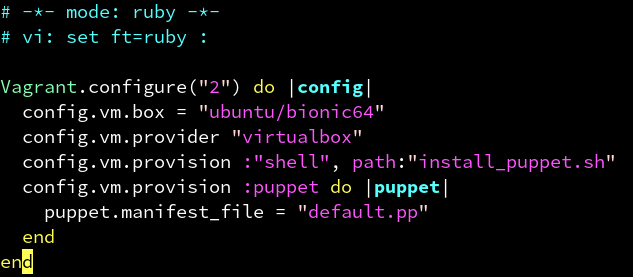 # -*- mode: ruby -*-
# vi: set ft=ruby :
Vagrant.configure("2") do |config|
config.vm.box = "ubuntu/bionic64"
config.vm.provider "virtualbox"
config.vm.provision :"shell", path:"install_puppet.sh"
config.vm.provision :puppet do |puppet|
puppet.manifest_file = "default.pp"
end
end